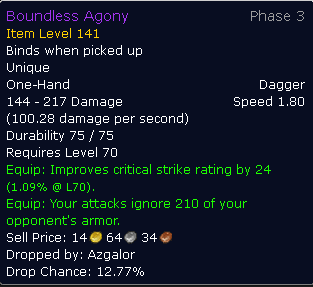 Boundless Agony Phase 3
Item Level 141
Binds when picked up
Unique
One-Hand Dagger
144 - 217 Damage Speed 1.80
(100.28 damage per second)
Durability 75 / 75
Requires Level 70
Equip: Improves critical strike rating by 24
(1.09% @ L70).
Equip: Your attacks ignore 210 of your
opponent's armor.
Sell Price: 14 64 34
Dropped by: Azgalor
Drop Chance: 12.77%